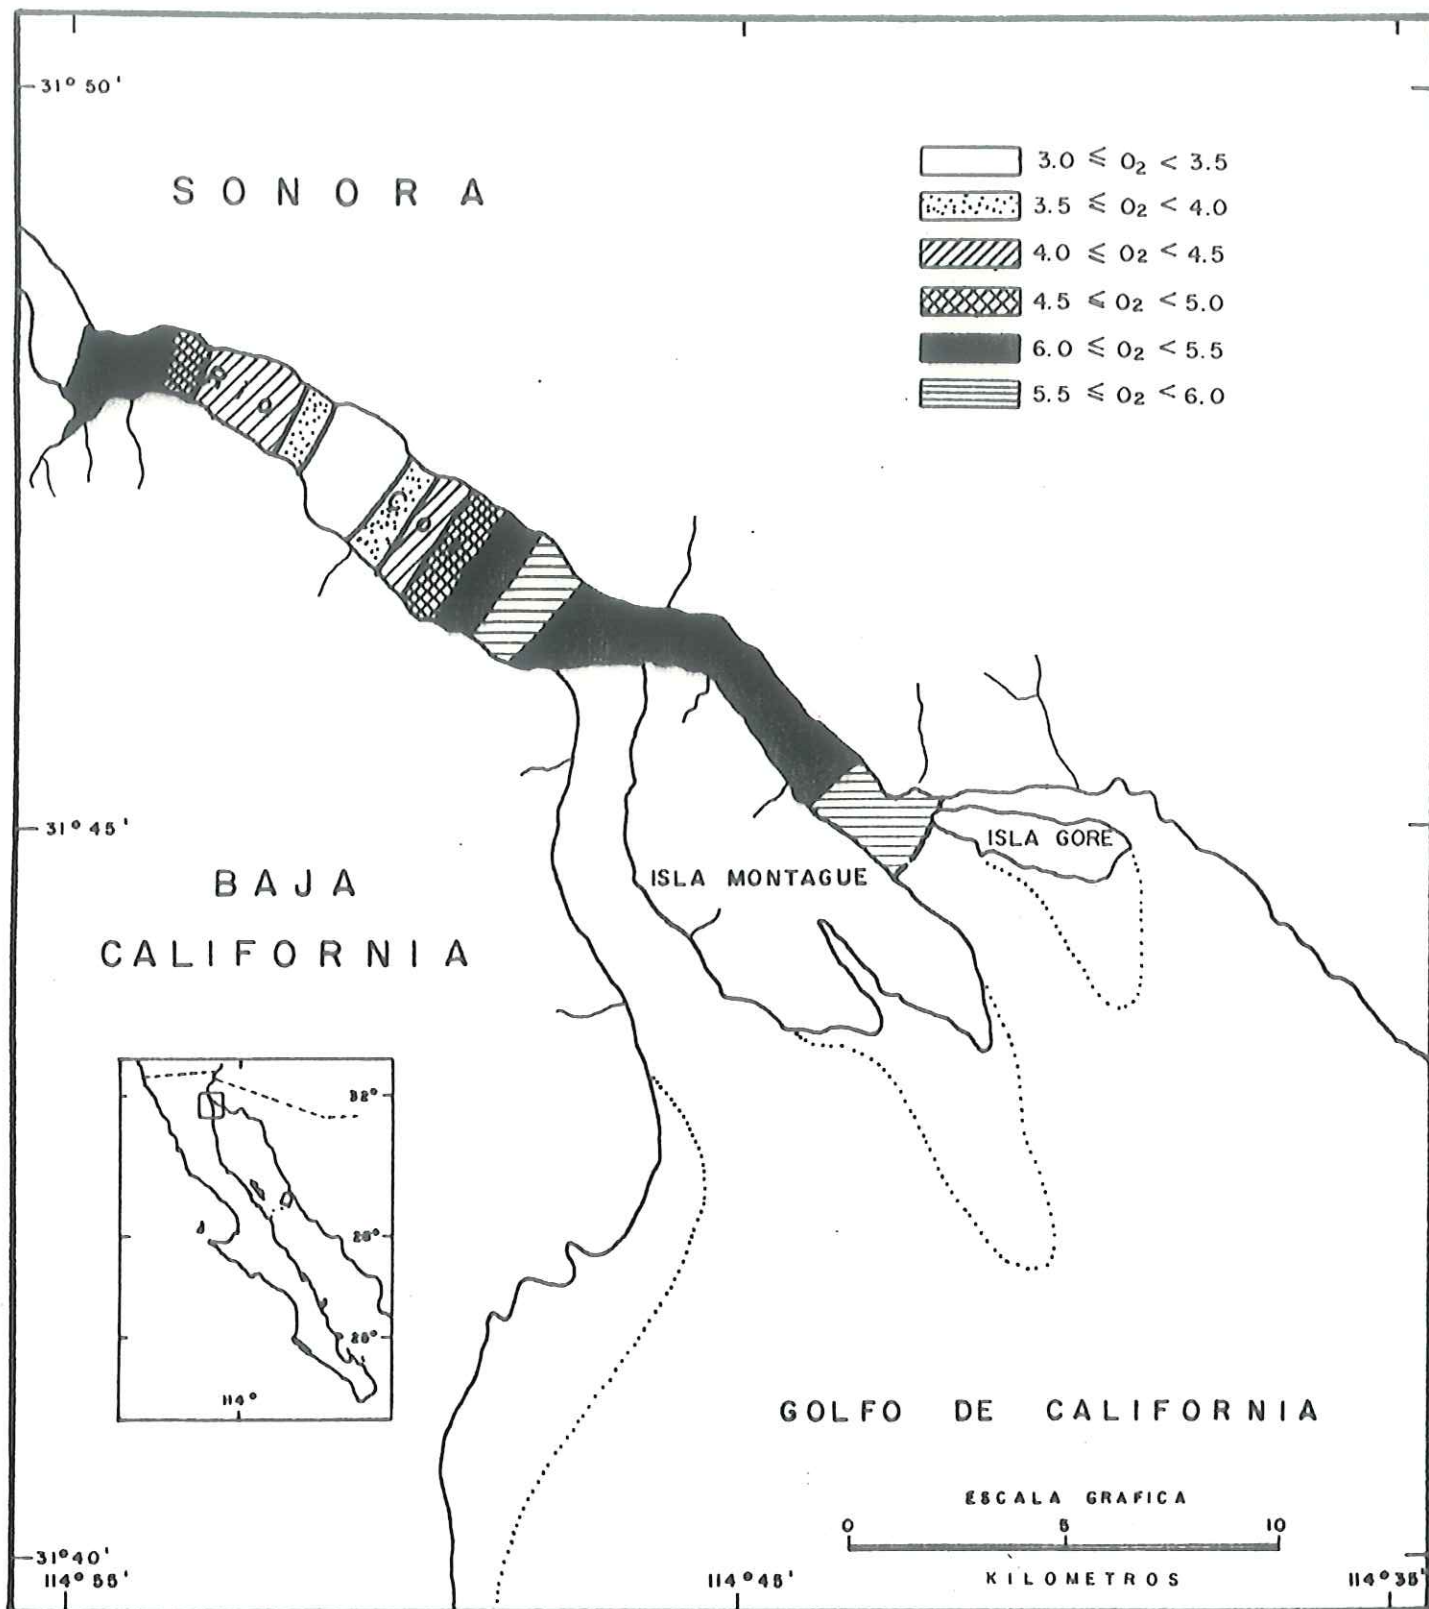 31° 50'
SONORA
3.0 ≤ O₂ < 3.5
3.5 ≤ O₂ < 4.0
4.0 ≤ O₂ < 4.5
4.5 ≤ O₂ < 5.0
6.0 ≤ O₂ < 5.5
5.5 ≤ O₂ < 6.0
Río
Co
31° 45'
ISLA GORE
ISLA MONTAGUE
BAJA
CALIFORNIA
32°
114°
GOLFO DE CALIFORNIA
ESCALA GRAFICA
0 5 10
KILOMETROS
31° 40'
114° 55' 114° 45' 114° 35'